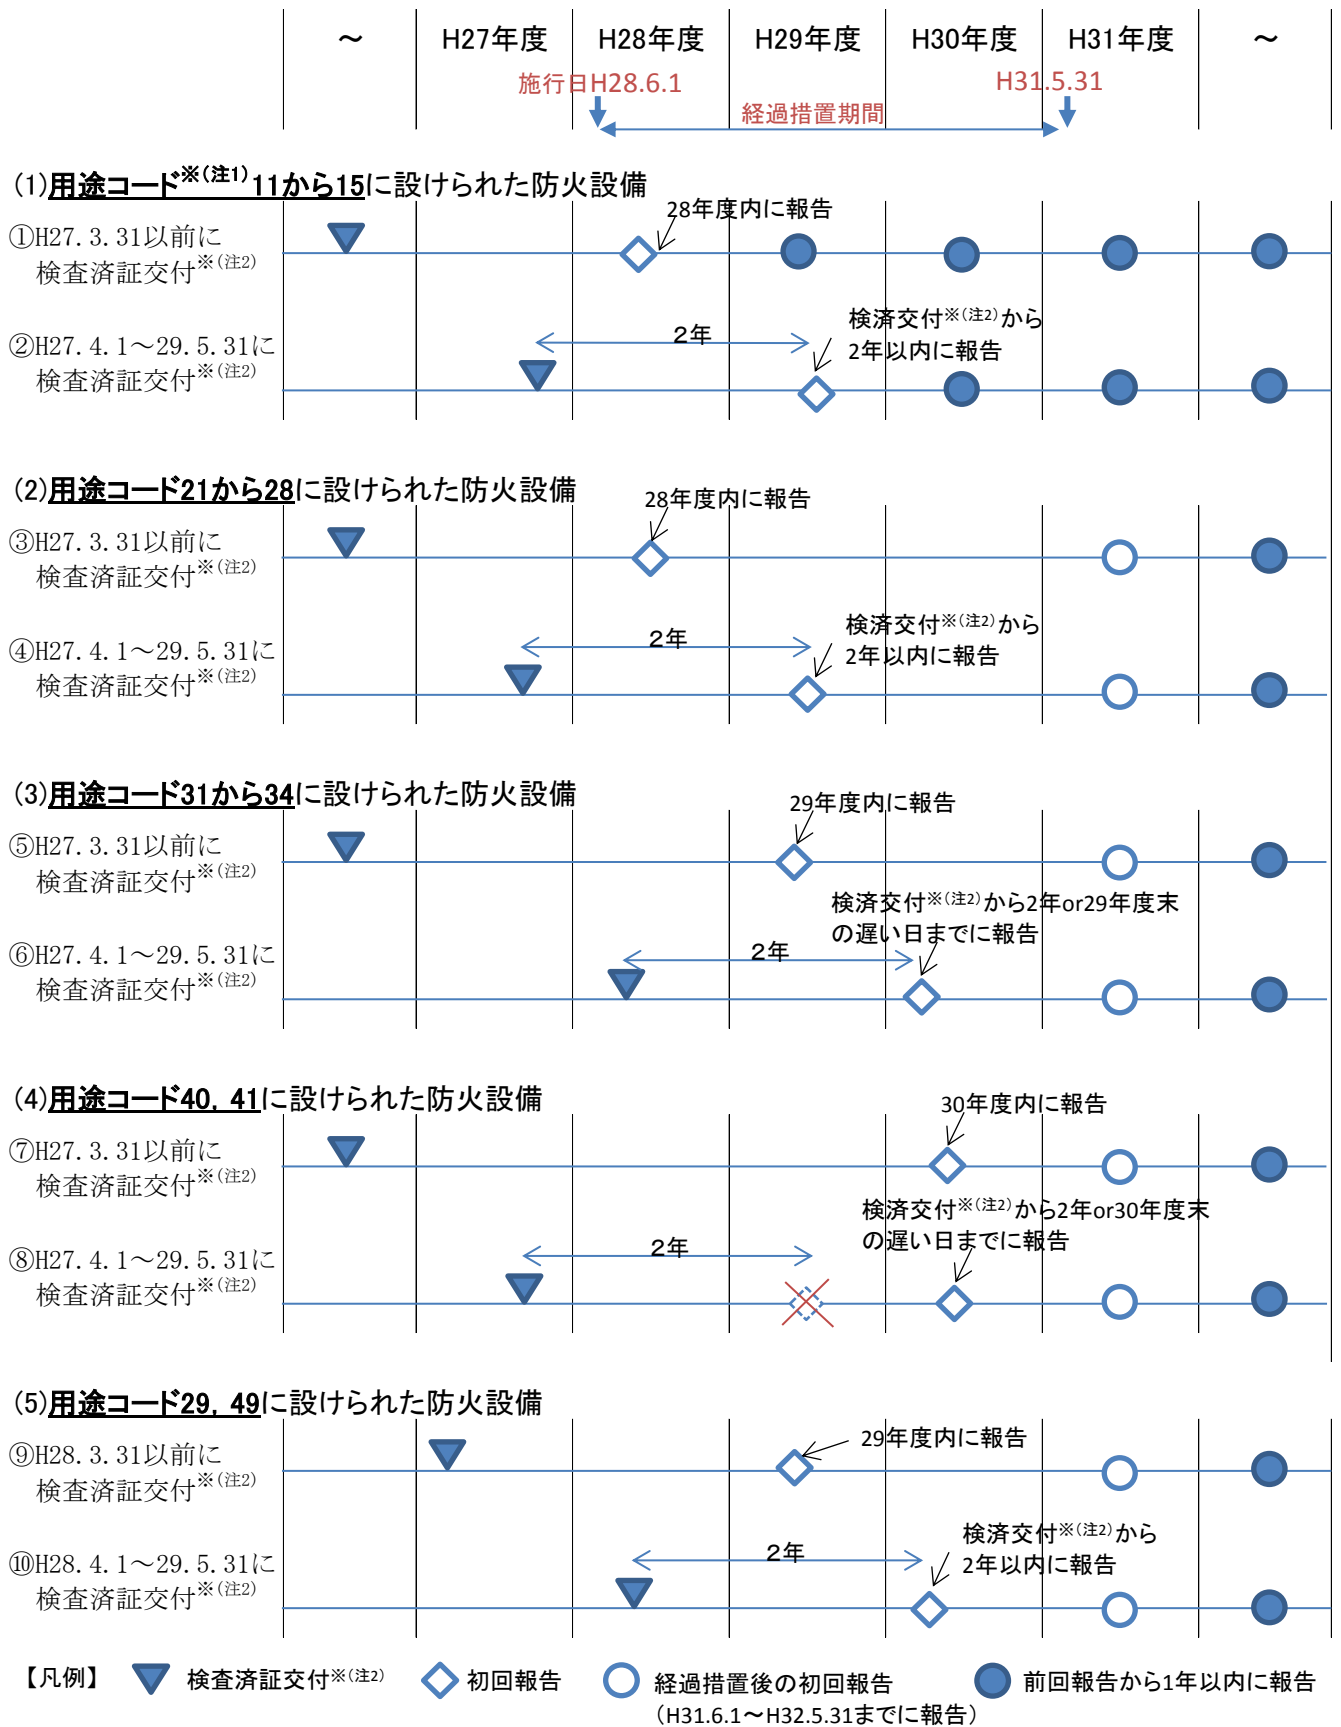 ～ H27年度 H28年度 H29年度 H30年度 H31年度 ～
施行日H28.6.1 H31.5.31
経過措置期間
(1)用途コード※(注1)11から15に設けられた防火設備
28年度内に報告
①H27.3.31以前に
検査済証交付※(注2)
検済交付※(注2)から
2年以内に報告
2年
②H27.4.1～29.5.31に
検査済証交付※(注2)
(2)用途コード21から28に設けられた防火設備
28年度内に報告
③H27.3.31以前に
検査済証交付※(注2)
検済交付※(注2)から
2年以内に報告
2年
④H27.4.1～29.5.31に
検査済証交付※(注2)
(3)用途コード31から34に設けられた防火設備
29年度内に報告
⑤H27.3.31以前に
検査済証交付※(注2)
検済交付※(注2)から2年or29年度末
の遅い日までに報告
2年
⑥H27.4.1～29.5.31に
検査済証交付※(注2)
(4)用途コード40, 41に設けられた防火設備
30年度内に報告
⑦H27.3.31以前に
検査済証交付※(注2)
検済交付※(注2)から2年or30年度末
の遅い日までに報告
2年
⑧H27.4.1～29.5.31に
検査済証交付※(注2)
(5)用途コード29, 49に設けられた防火設備
29年度内に報告
⑨H28.3.31以前に
検査済証交付※(注2)
検済交付※(注2)から
2年以内に報告
2年
⑩H28.4.1～29.5.31に
検査済証交付※(注2)
【凡例】 検査済証交付※(注2) 初回報告 経過措置後の初回報告 前回報告から1年以内に報告
（H31.6.1～H32.5.31までに報告）